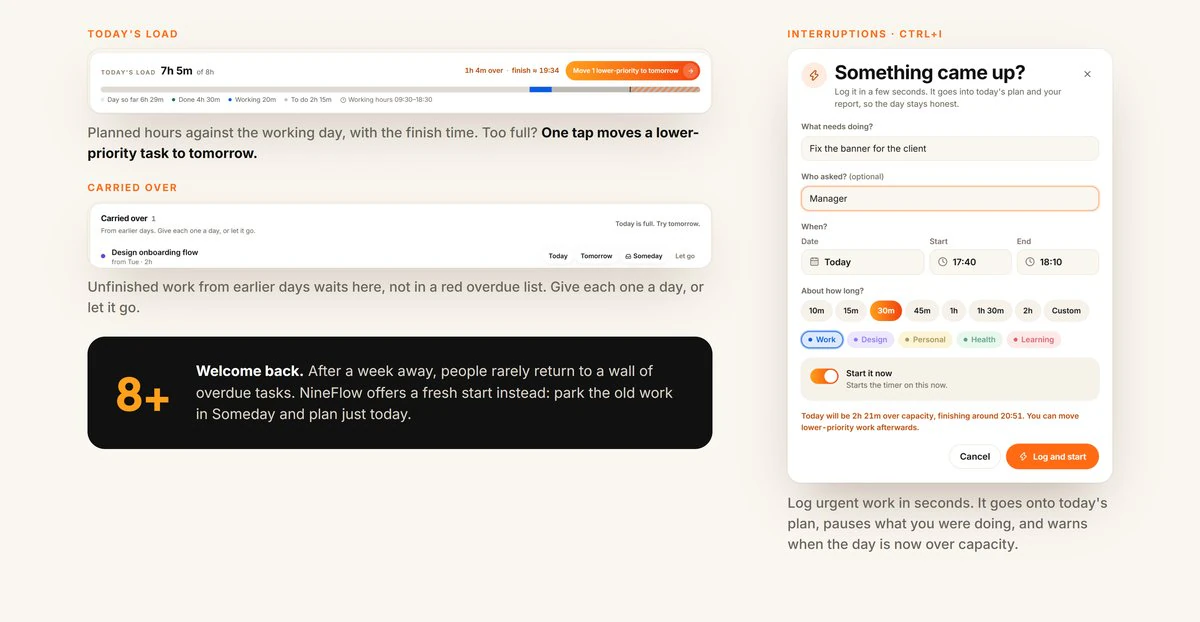 TODAY'S LOAD
TODAY'S LOAD 7h 5m of 8h
1h 4m over · finish ≈ 19:34
Move 1 lower-priority to tomorrow →
Day so far 6h 29m
Done 4h 30m
Working 20m
To do 2h 15m
Working hours 09:30–18:30
Planned hours against the working day, with the finish time. Too full? One tap moves a lower-
priority task to tomorrow.
CARRIED OVER
Carried over 1
From earlier days. Give each one a day, or let it go.
Today is full. Try tomorrow.
Design onboarding flow
from Tue · 2h
Today
Tomorrow
Someday
Let go
Unfinished work from earlier days waits here, not in a red overdue list. Give each one a day, or
let it go.
8+
Welcome back. After a week away, people rarely return to a wall of
overdue tasks. NineFlow offers a fresh start instead: park the old work
in Someday and plan just today.
INTERRUPTIONS · CTRL+I
Something came up?
Log it in a few seconds. It goes into today's plan and your
report, so the day stays honest.
What needs doing?
Fix the banner for the client
Who asked? (optional)
Manager
When?
Date
Start
End
Today
17:40
18:10
About how long?
10m
15m
30m
45m
1h
1h 30m
2h
Custom
Work
Design
Personal
Health
Learning
Start it now
Starts the timer on this now.
Today will be 2h 21m over capacity, finishing around 20:51. You can move
lower-priority work afterwards.
Cancel
Log and start
Log urgent work in seconds. It goes onto today's
plan, pauses what you were doing, and warns
when the day is now over capacity.